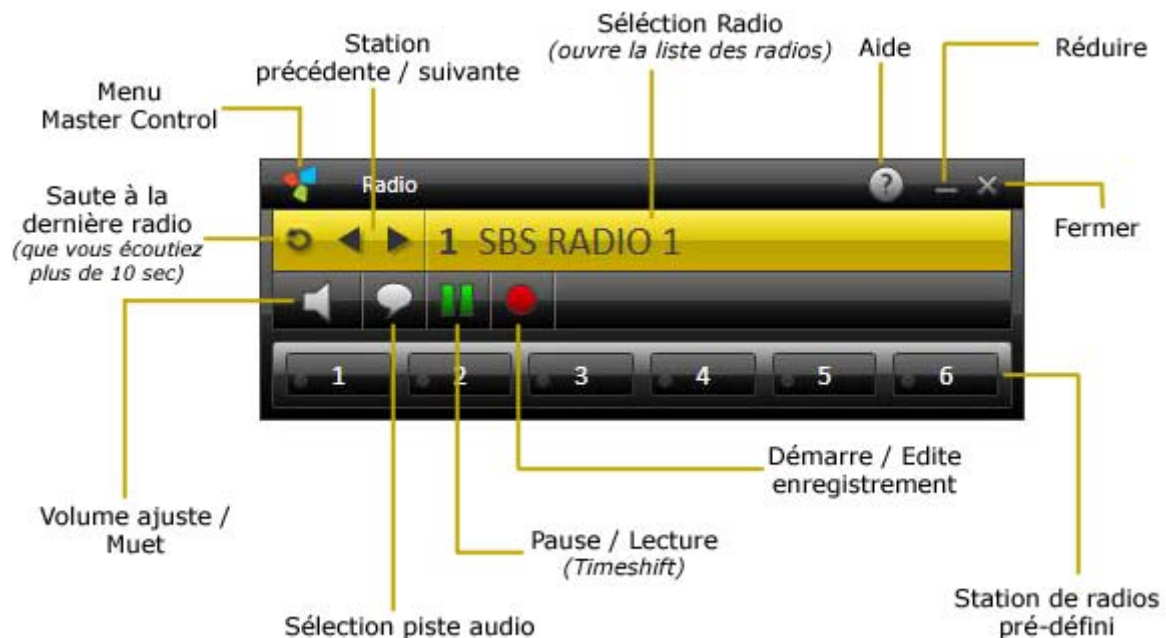 Séléction Radio
(ouvre la liste des radios)
Station
précédente / suivante
Aide
Réduire
Menu
Master Control
Radio
?
Saute à la
dernière radio
(que vous écoutiez
plus de 10 sec)
1 SBS RADIO 1
Fermer
1 2 3 4 5 6
Démarre / Edite
enregistrement
Volume ajuste /
Muet
Pause / Lecture
(Timeshift)
Station de radios
pré-défini
Sélection piste audio